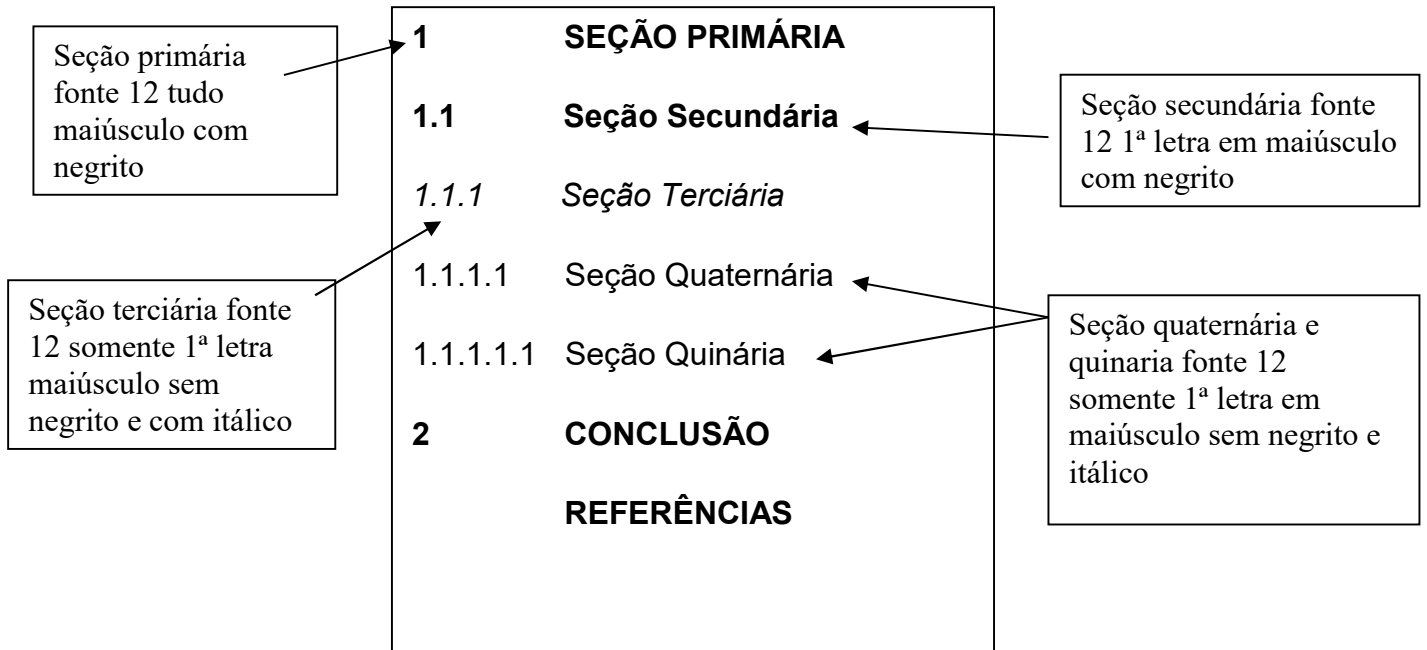 Seção primária
fonte 12 tudo
maiúsculo com
negrito
1 SEÇÃO PRIMÁRIA
1.1 Seção Secundária
1.1.1 Seção Terciária
1.1.1.1 Seção Quaternária
1.1.1.1.1 Seção Quinária
2 CONCLUSÃO
REFERÊNCIAS
Seção secundária fonte
12 1ª letra em maiúsculo
com negrito
Seção terciária fonte
12 somente 1ª letra
maiúsculo sem
negrito e com itálico
Seção quaternária e
quinaria fonte 12
somente 1ª letra em
maiúsculo sem negrito e
itálico